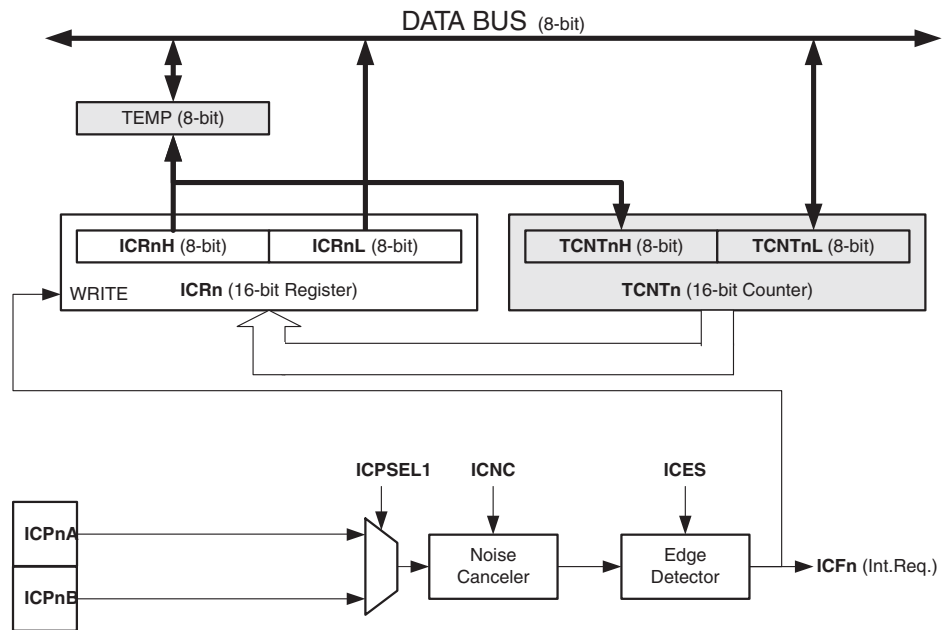 DATA BUS (8-bit)
TEMP (8-bit)
ICRnH (8-bit) ICRnL (8-bit)
TCNTnH (8-bit) TCNTnL (8-bit)
WRITE
ICRn (16-bit Register)
TCNTn (16-bit Counter)
ICPSEL1
ICNC
ICES
ICPnA
ICPnB
Noise
Canceler
Edge
Detector
ICFn (Int.Req.)